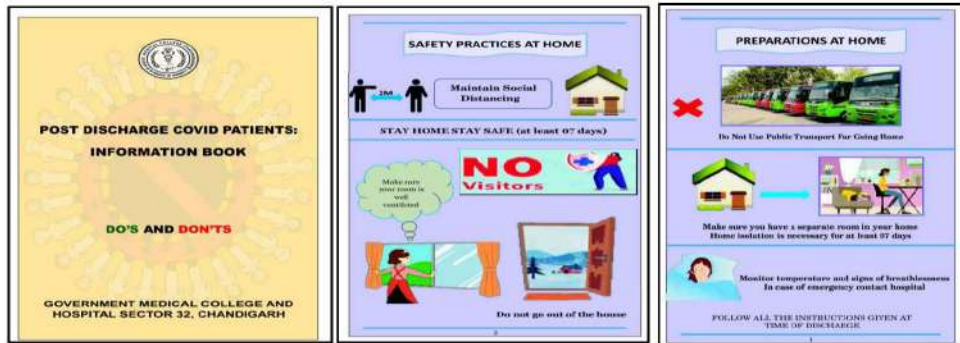 POST DISCHARGE COVID PATIENTS:
INFORMATION BOOK
DO'S AND DON'TS
GOVERNMENT MEDICAL COLLEGE AND
HOSPITAL SECTOR 32, CHANDIGARH
SAFETY PRACTICES AT HOME
2M
Maintain Social
Distancing
STAY HOME STAY SAFE (at least 07 days)
NO
Visitors
Make sure
your room is
well
ventilated
Do not go out of the house
PREPARATIONS AT HOME
Do Not Use Public Transport For Going Home
Make sure you have a separate room in your home
Home isolation is necessary for at least 07 days
Monitor temperature and signs of breathlessness
In case of emergency contact hospital
FOLLOW ALL THE INSTRUCTIONS GIVEN AT
TIME OF DISCHARGE
1